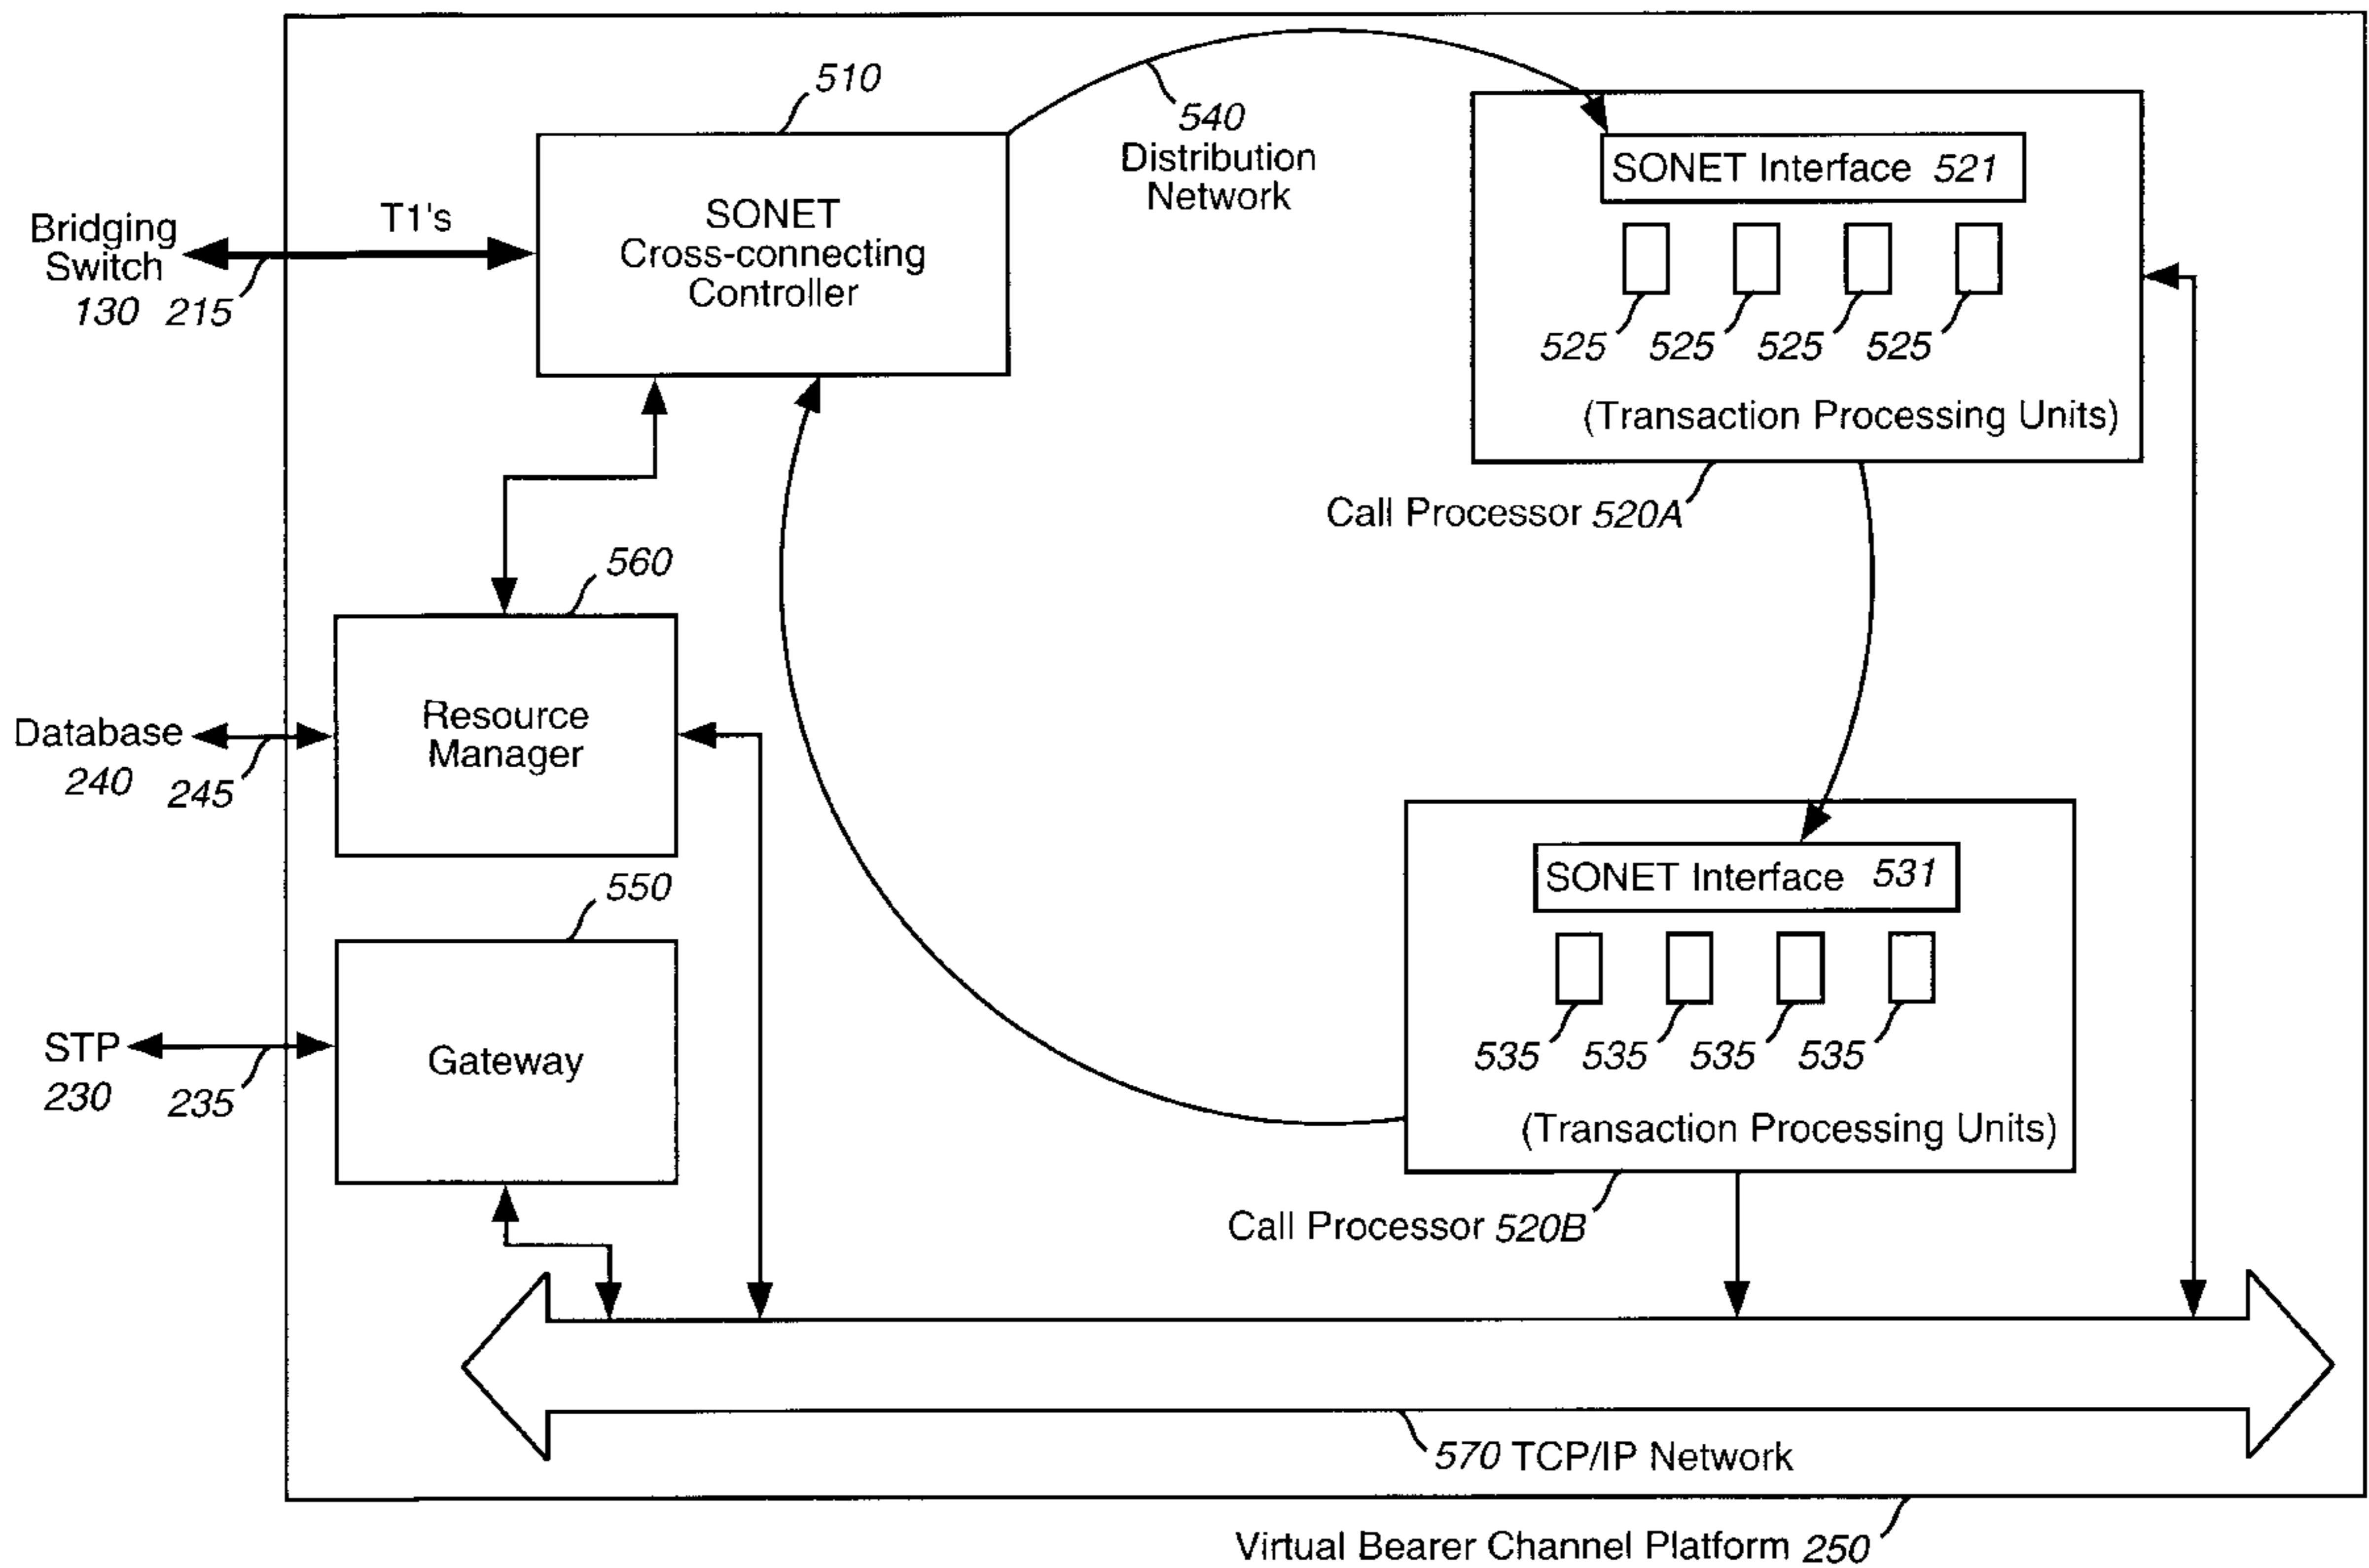 510
540
Distribution
Network
SONET Interface 521
T1's
SONET
Cross-connecting
Controller
Bridging
Switch
130 215
525 525 525 525
(Transaction Processing Units)
Call Processor 520A
560
Resource
Manager
Database
240 245
550
SONET Interface 531
Gateway
STP
230 235
535 535 535 535
(Transaction Processing Units)
Call Processor 520B
570 TCP/IP Network
Virtual Bearer Channel Platform 250